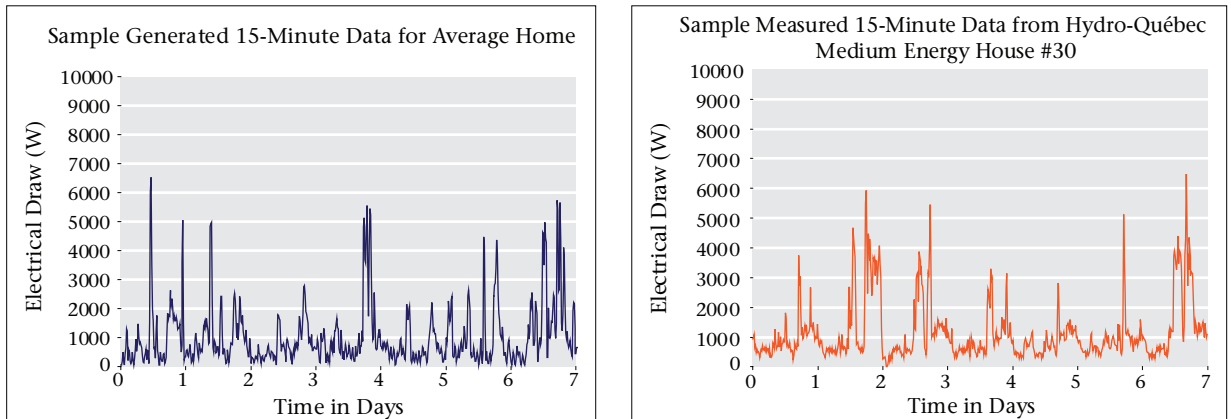 Sample Generated 15-Minute Data for Average Home
10000
9000
8000
7000
6000
5000
4000
3000
2000
1000
0
Electrical Draw (W)
0 1 2 3 4 5 6 7
Time in Days
Sample Measured 15-Minute Data from Hydro-Québec
Medium Energy House #30
10000
9000
8000
7000
6000
5000
4000
3000
2000
1000
0
Electrical Draw (W)
0 1 2 3 4 5 6 7
Time in Days